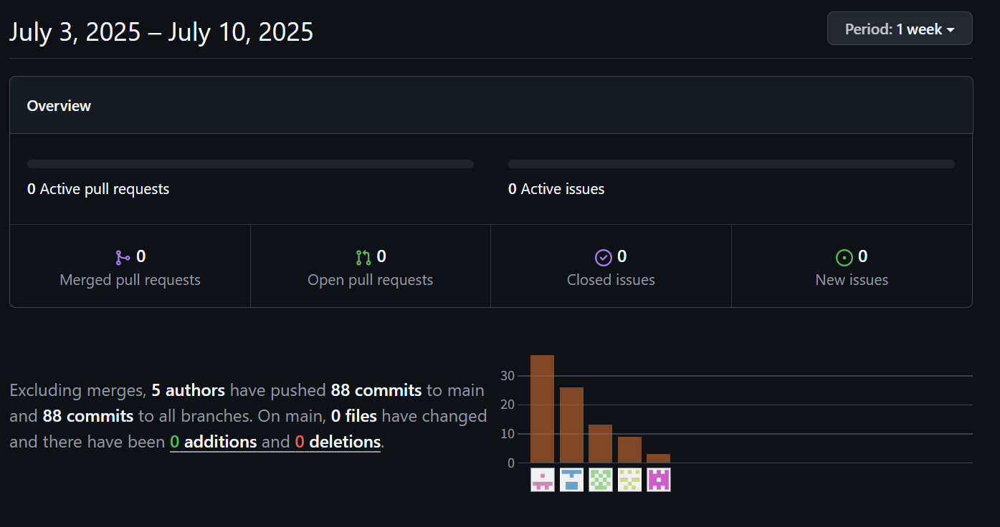 July 3, 2025 – July 10, 2025
Period: 1 week
Overview
0 Active pull requests
0 Active issues
0
Merged pull requests
0
Open pull requests
0
Closed issues
0
New issues
Excluding merges, 5 authors have pushed 88 commits to main
and 88 commits to all branches. On main, 0 files have changed
and there have been 0 additions and 0 deletions.
30
20
10
0